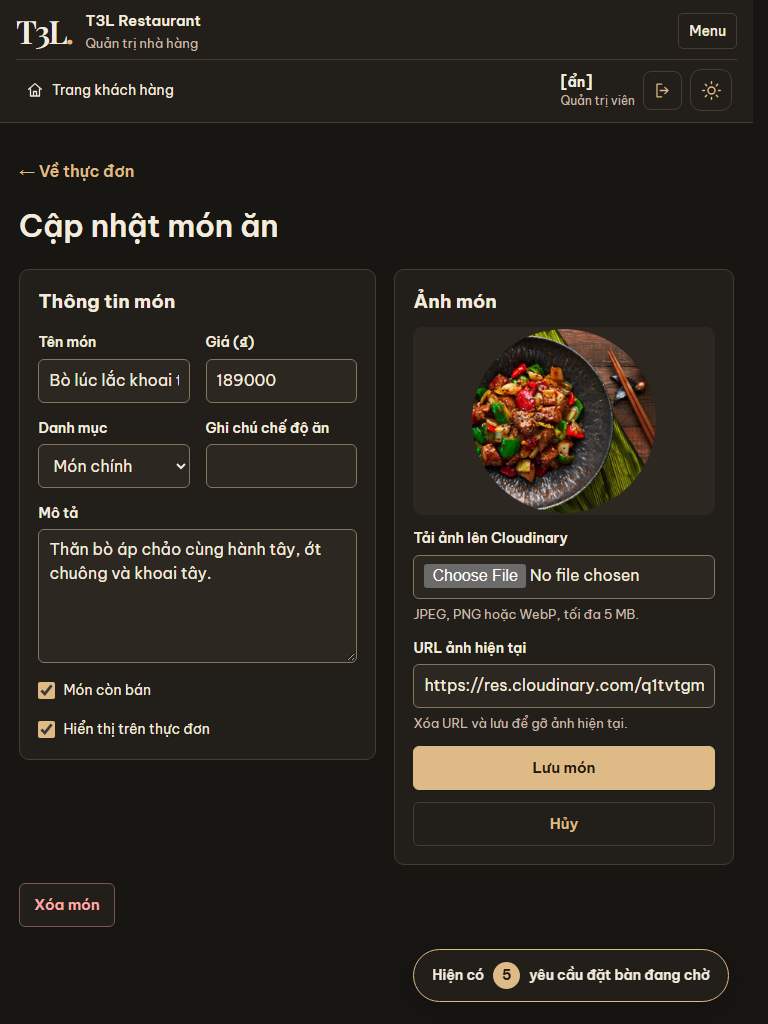 T3L.
T3L Restaurant
Quản trị nhà hàng
Menu
Trang khách hàng
[ẩn]
Quản trị viên
← Về thực đơn
Cập nhật món ăn
Thông tin món
Tên món
Giá (₫)
Bò lúc lắc khoai t
189000
Danh mục
Ghi chú chế độ ăn
Món chính
Mô tả
Thăn bò áp chảo cùng hành tây, ớt
chuông và khoai tây.
Món còn bán
Hiển thị trên thực đơn
Ảnh món
Tải ảnh lên Cloudinary
Choose File No file chosen
JPEG, PNG hoặc WebP, tối đa 5 MB.
URL ảnh hiện tại
https://res.cloudinary.com/q1tvtgm
Xóa URL và lưu để gỡ ảnh hiện tại.
Lưu món
Hủy
Xóa món
Hiện có 5 yêu cầu đặt bàn đang chờ